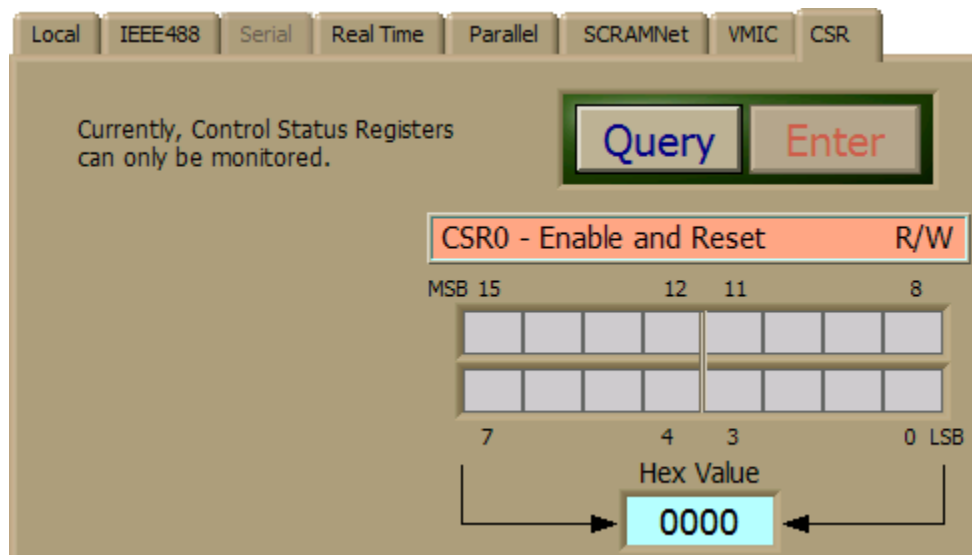 Local IEEE488 Serial Real Time Parallel SCRAMNet VMIC CSR
Currently, Control Status Registers
can only be monitored.
Query Enter
CSR0 - Enable and Reset R/W
MSB 15 12 11 8
7 4 3 0 LSB
Hex Value
0000